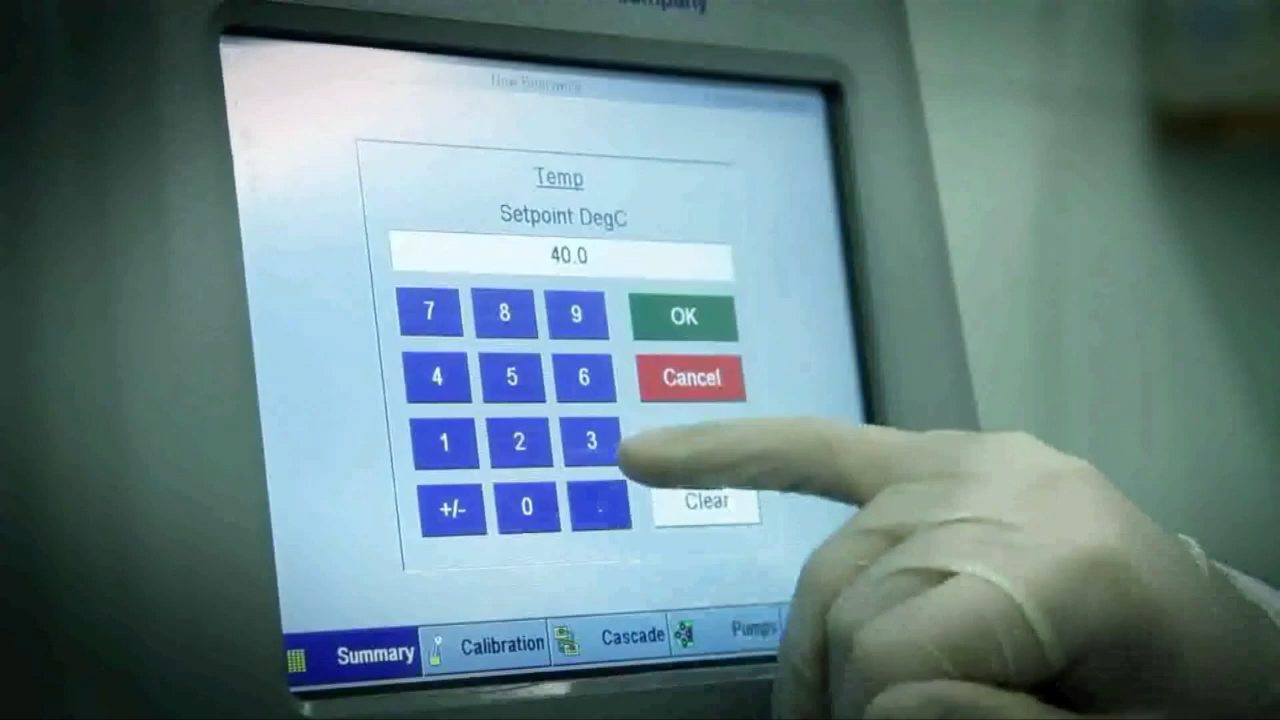 Company
Temp
Setpoint DegC
40.0
7 8 9 OK
4 5 6 Cancel
1 2 3
+/- 0 . Clear
Summary Calibration Cascade Pumps